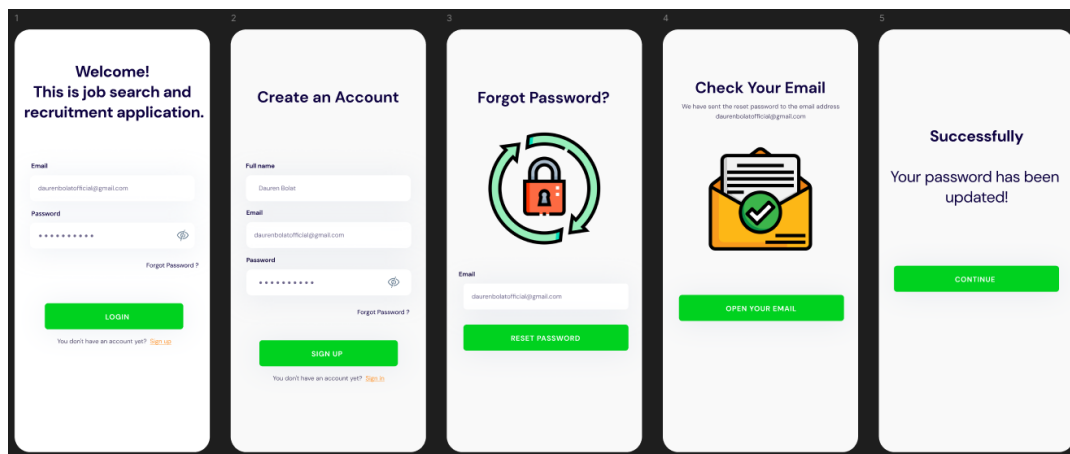 1
Welcome!
This is job search and
recruitment application.
Email
daurenbolatofficial@gmail.com
Password
••••••••••
Forgot Password ?
LOGIN
You don't have an account yet? Sign up
2
Create an Account
Full name
Dauren Bolat
Email
daurenbolatofficial@gmail.com
Password
••••••••••
Forgot Password ?
SIGN UP
You don't have an account yet? Sign in
3
Forgot Password?
Email
daurenbolatofficial@gmail.com
RESET PASSWORD
4
Check Your Email
We have sent the reset password to the email address
daurenbolatofficial@gmail.com
OPEN YOUR EMAIL
5
Successfully
Your password has been
updated!
CONTINUE